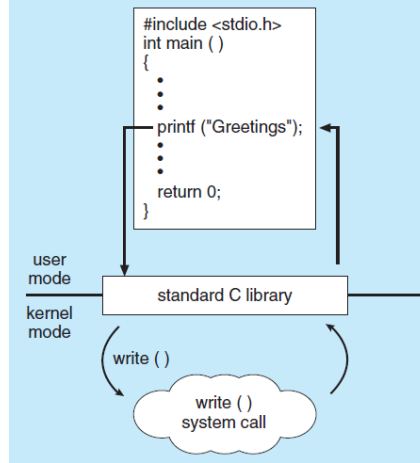 #include <stdio.h>
int main ( )
{
•
•
•
printf ("Greetings");
•
•
•
return 0;
}
user
mode
standard C library
kernel
mode
write ( )
write ( )
system call